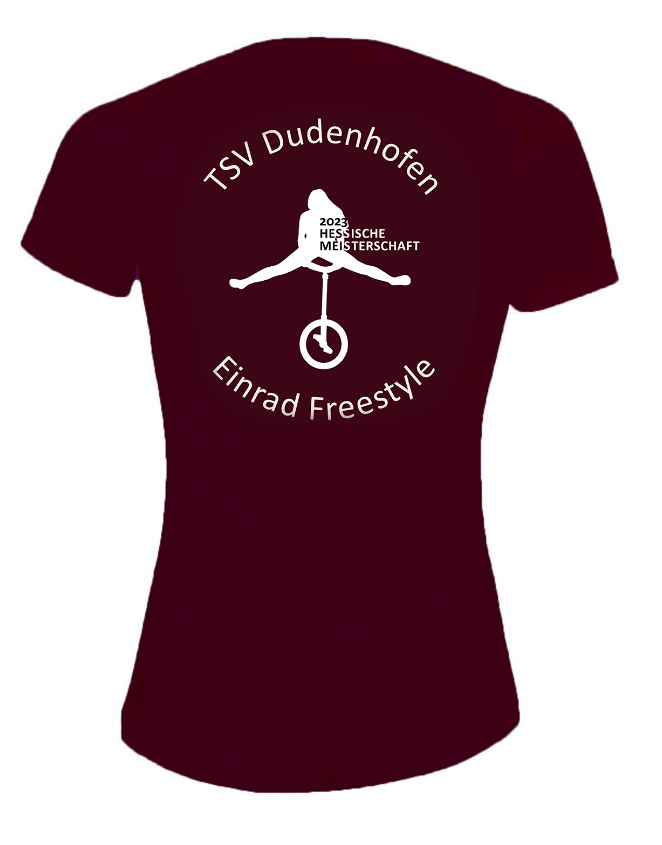 TSV Dudenhofen
2023
HESSISCHE
MEISTERSCHAFT
Einrad Freestyle